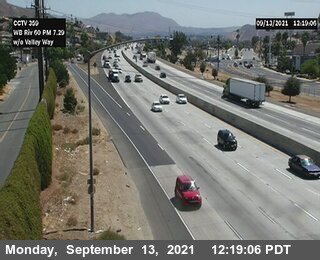 CCTV 369
WB Riv 60 PM 7.29
w/o Valley Way
09/13/2021 12:19:06
Monday, September 13, 2021 12:19:06 PDT